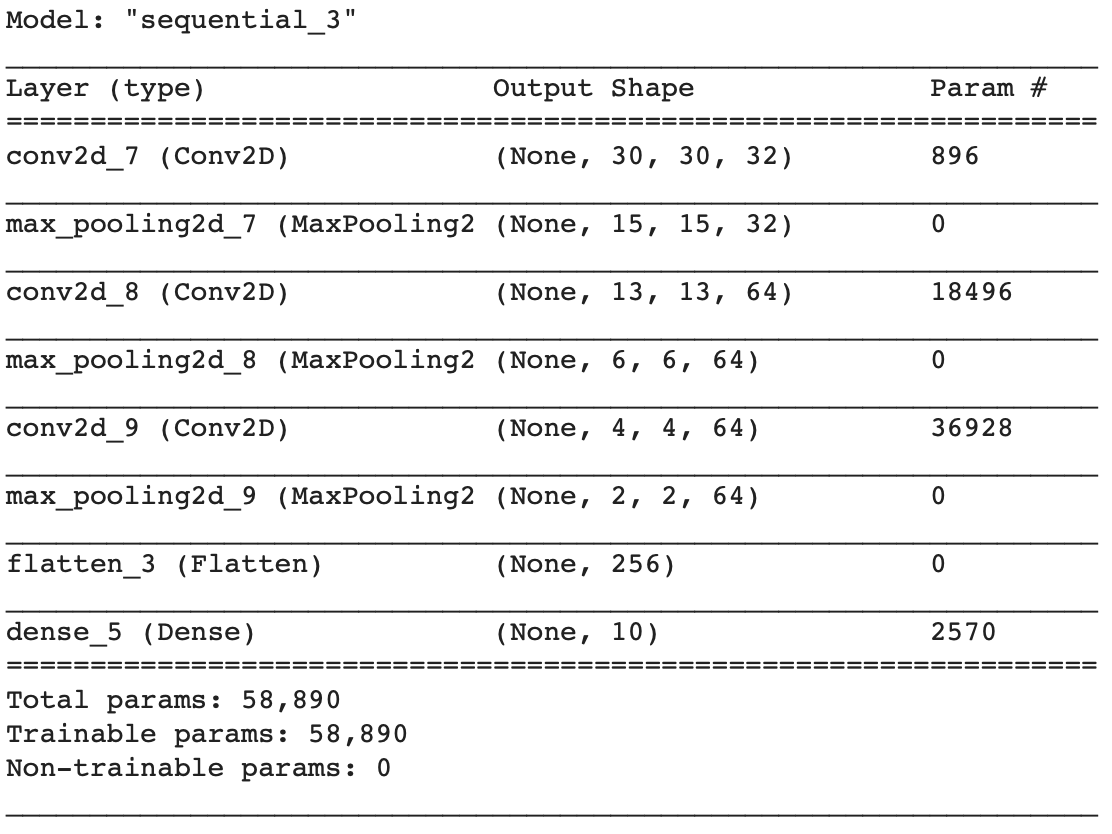 Model: "sequential_3"
Layer (type) Output Shape Param #
conv2d_7 (Conv2D) (None, 30, 30, 32) 896
max_pooling2d_7 (MaxPooling2 (None, 15, 15, 32) 0
conv2d_8 (Conv2D) (None, 13, 13, 64) 18496
max_pooling2d_8 (MaxPooling2 (None, 6, 6, 64) 0
conv2d_9 (Conv2D) (None, 4, 4, 64) 36928
max_pooling2d_9 (MaxPooling2 (None, 2, 2, 64) 0
flatten_3 (Flatten) (None, 256) 0
dense_5 (Dense) (None, 10) 2570
Total params: 58,890
Trainable params: 58,890
Non-trainable params: 0